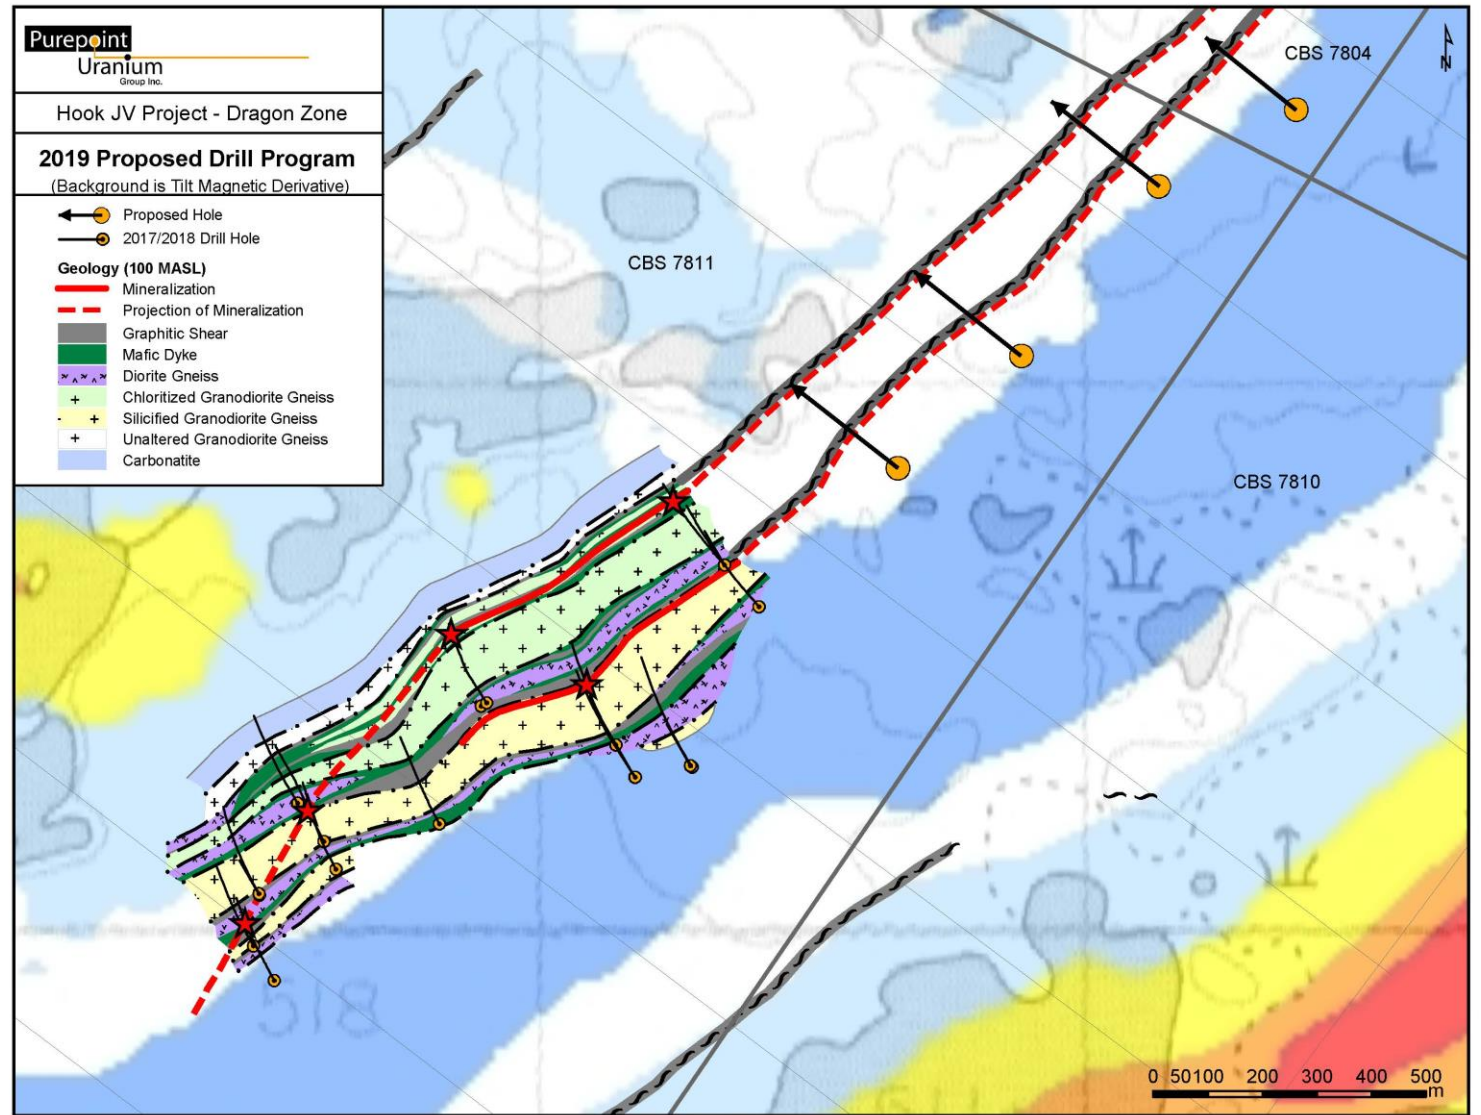 Purepoint
Uranium
Group Inc.
Hook JV Project - Dragon Zone
2019 Proposed Drill Program
(Background is Tilt Magnetic Derivative)
Proposed Hole
2017/2018 Drill Hole
Geology (100 MASL)
Mineralization
Projection of Mineralization
Graphitic Shear
Mafic Dyke
Diorite Gneiss
Chloritized Granodiorite Gneiss
Silicified Granodiorite Gneiss
Unaltered Granodiorite Gneiss
Carbonatite
N
CBS 7804
CBS 7811
CBS 7810
518
0 50 100 200 300 400 500
m